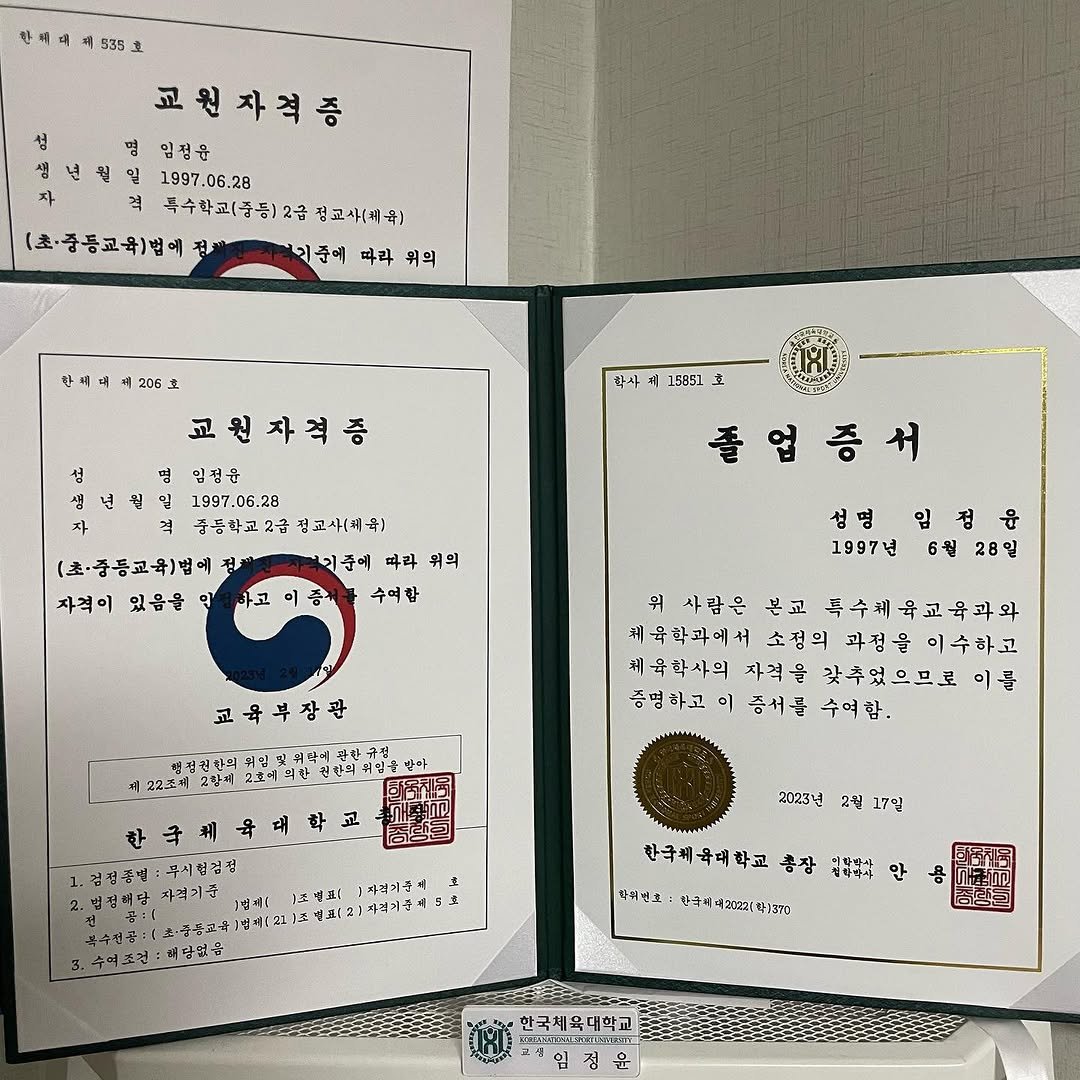 한체대 제 535 호
교원자격증
성 명 임정윤
생년월일 1997.06.28
자 격 특수학교(중등) 2급 정교사(체육)
(초·중등교육)법에 정해진 자격기준에 따라 위의
한체대 제 206 호
교원자격증
성 명 임정윤
생년월일 1997.06.28
자 격 중등학교 2급 정교사(체육)
(초·중등교육)법에 정해진 자격기준에 따라 위의
자격이 있음을 인정하고 이 증서를 수여함
2023년 2월 17일
교육부장관
행정권한의 위임 및 위탁에 관한 규정
제 22조제 2항제 2호에 의한 권한의 위임을 받아
한국체육대학교 총장
1. 검정종별 : 무시험검정
2. 법정해당 자격기준
전 공 : ( )법제( )조 별표( ) 자격기준 제 호
복수전공 : ( 초·중등교육 )법제( 21 )조 별표( 2 ) 자격기준 제 5 호
3. 수여조건 : 해당없음
KOREA NATIONAL SPORT UNIVERSITY
학사 제 15851 호
졸업증서
성명 임정윤
1997년 6월 28일
위 사람은 본교 특수체육교육과와
체육학과에서 소정의 과정을 이수하고
체육학사의 자격을 갖추었으므로 이를
증명하고 이 증서를 수여함.
2023년 2월 17일
한국체육대학교 총장 이학박사 철학박사 안 용
학위번호 : 한국체대2022(학)370
한국체육대학교
KOREA NATIONAL SPORT UNIVERSITY
교생 임정윤